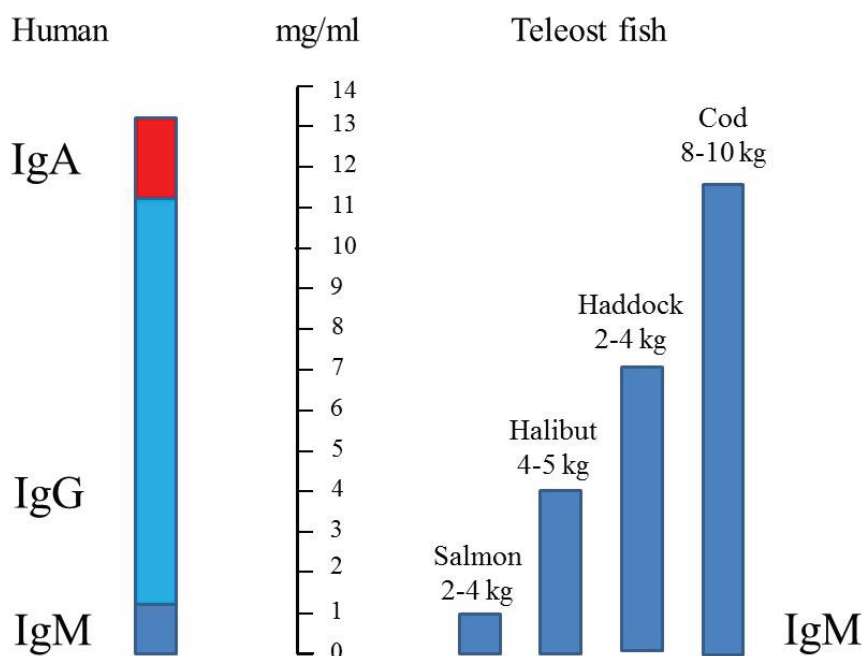 Human
mg/ml
Teleost fish
IgA
IgG
IgM
14
13
12
11
10
9
8
7
6
5
4
3
2
1
0
Cod
8-10 kg
Haddock
2-4 kg
Halibut
4-5 kg
Salmon
2-4 kg
IgM